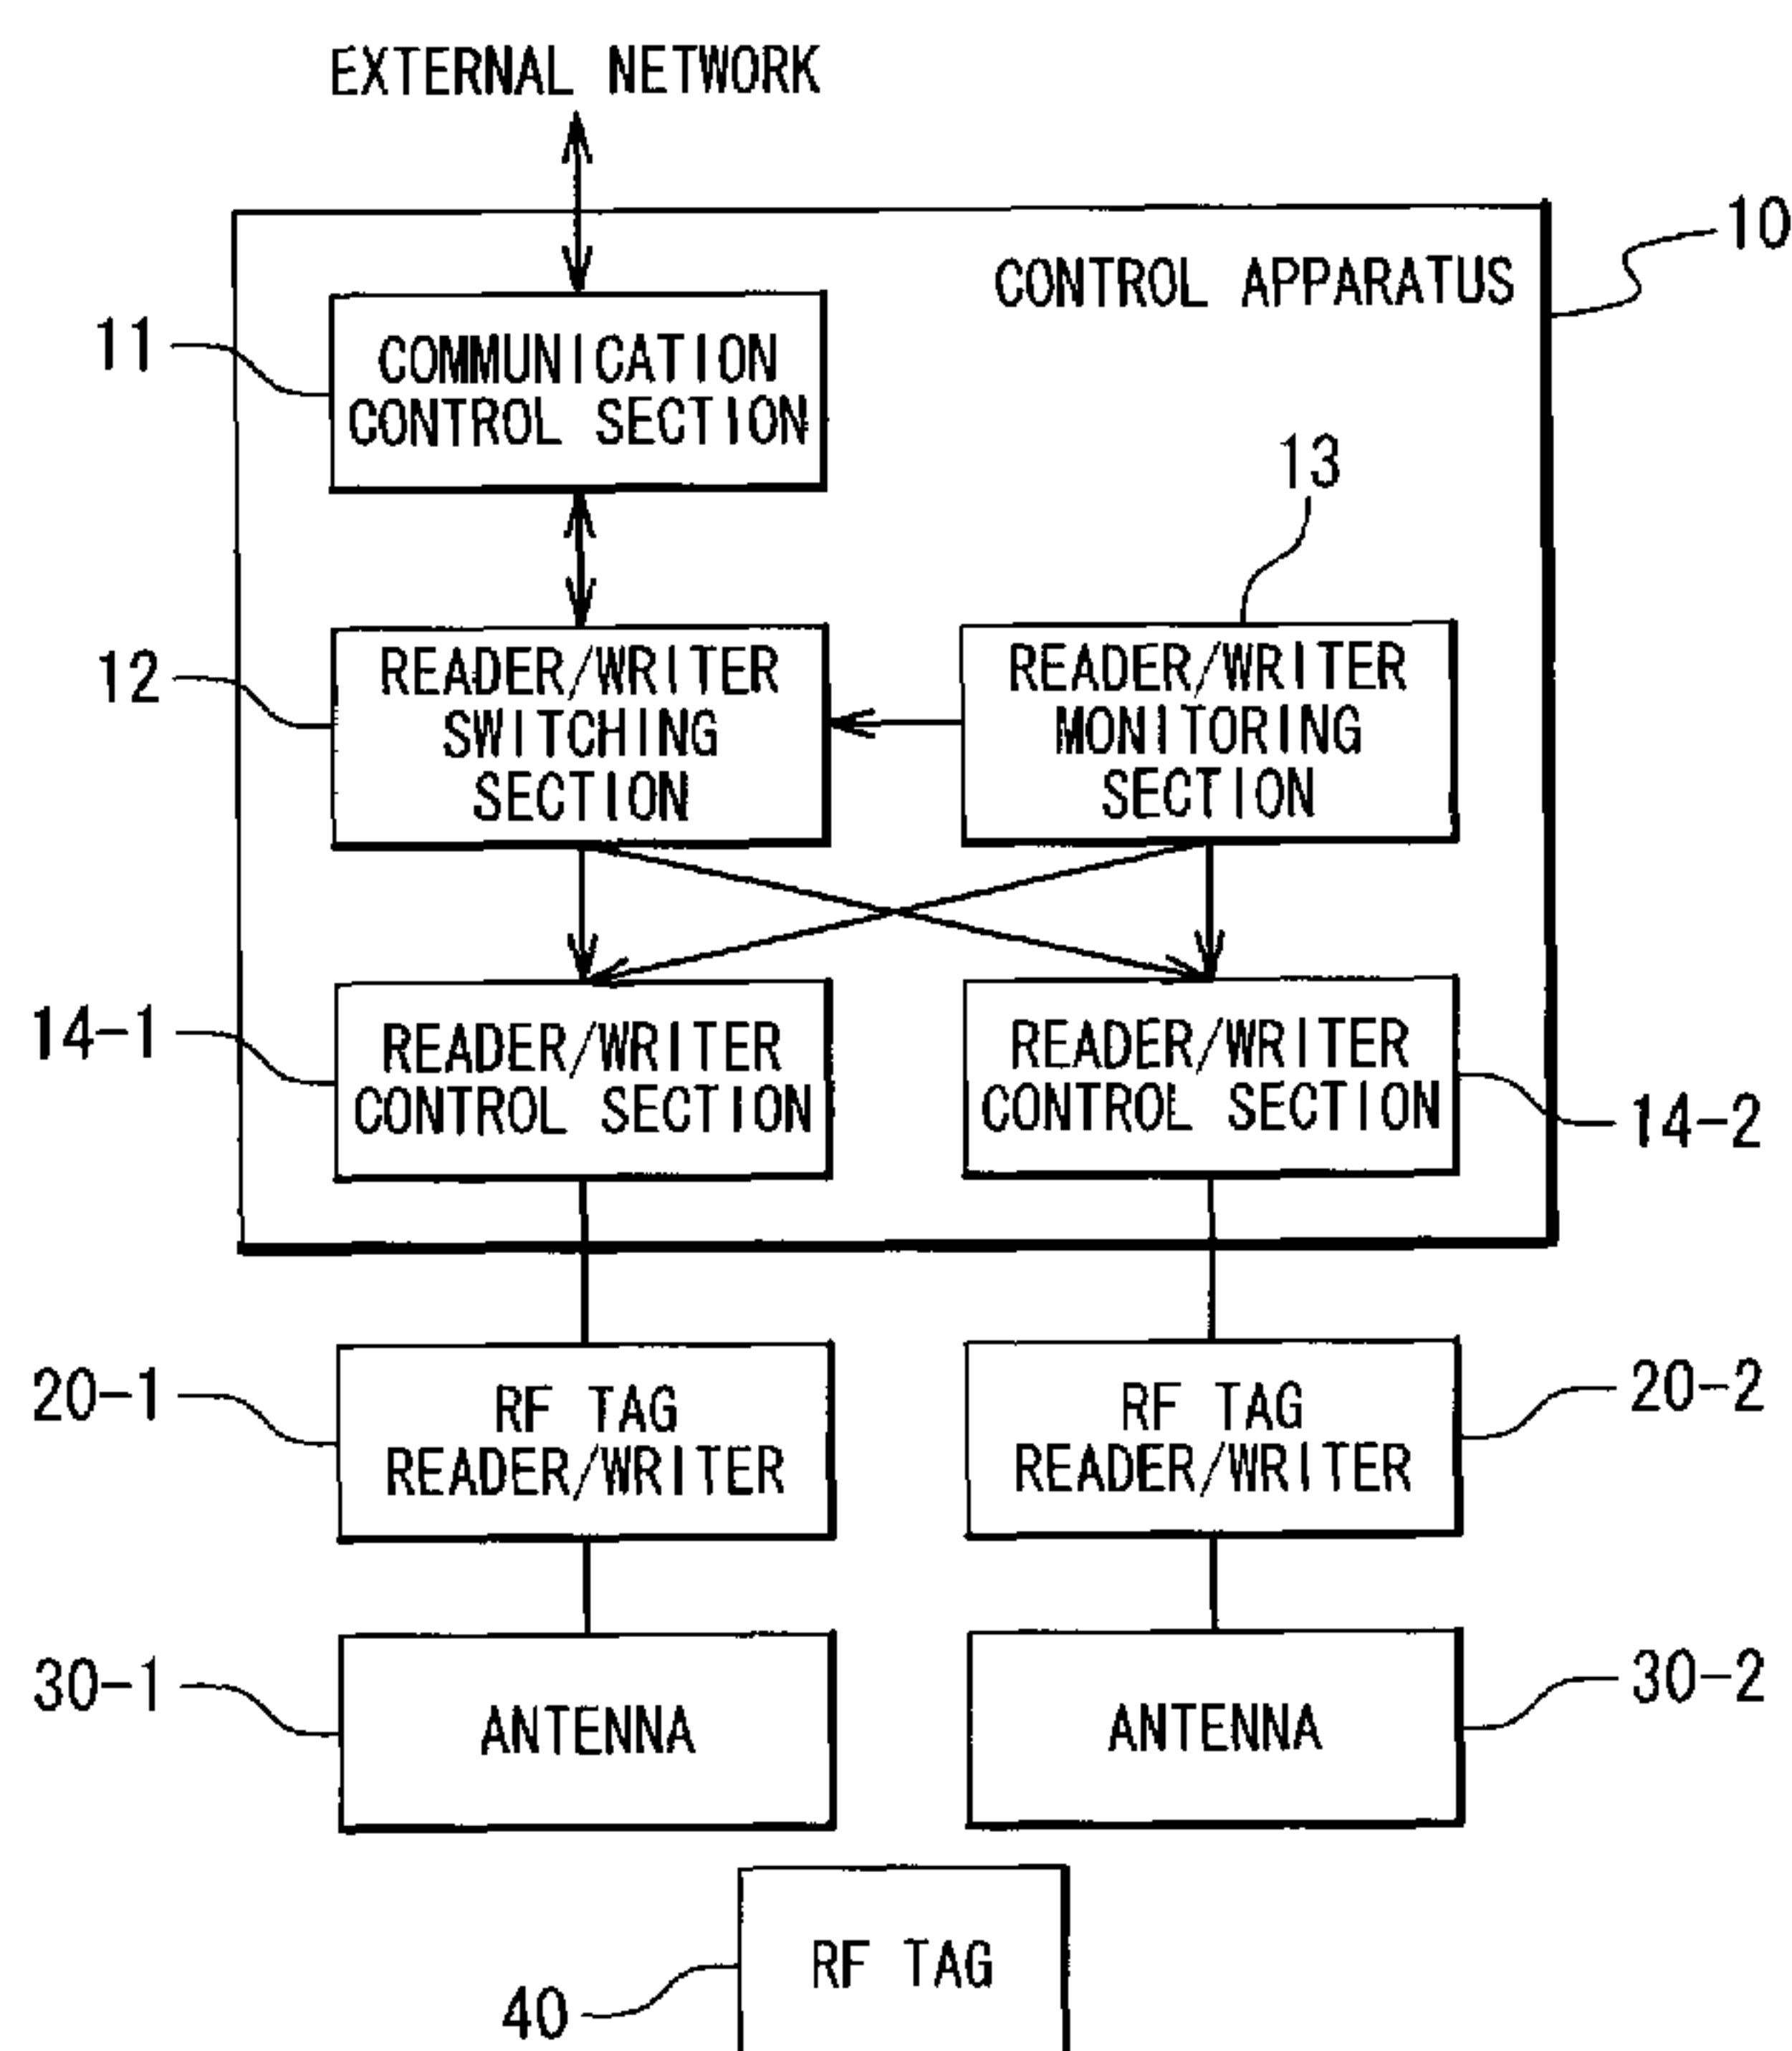 EXTERNAL NETWORK
10
CONTROL APPARATUS
11
COMMUNICATION
CONTROL SECTION
13
12
READER/WRITER
SWITCHING
SECTION
READER/WRITER
MONITORING
SECTION
14-1
READER/WRITER
CONTROL SECTION
READER/WRITER
CONTROL SECTION
14-2
20-1
RF TAG
READER/WRITER
RF TAG
READER/WRITER
20-2
30-1
ANTENNA
ANTENNA
30-2
RF TAG
40